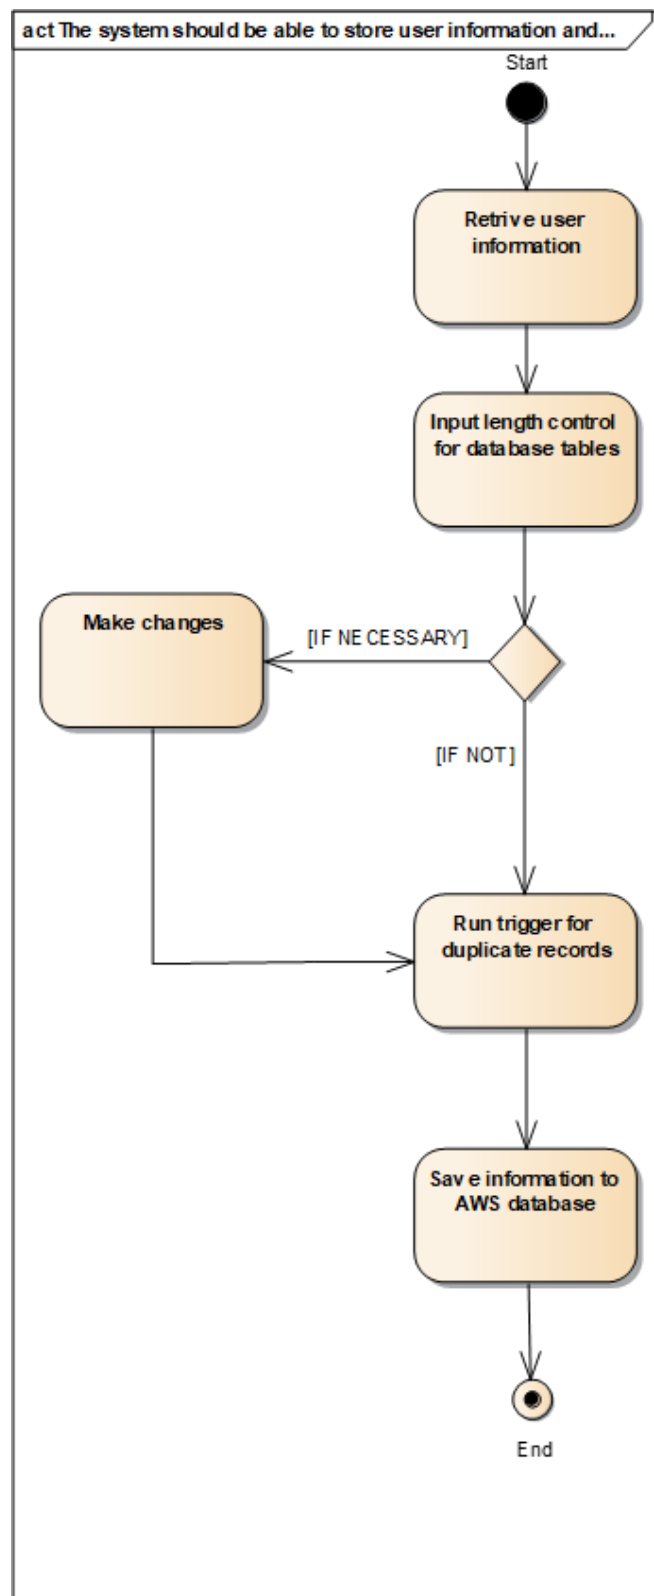 act The system should be able to store user information and...
Start
Retrive user
information
Input length control
for database tables
Make changes
[IF NECESSARY]
[IF NOT]
Run trigger for
duplicate records
Save information to
AWS database
End